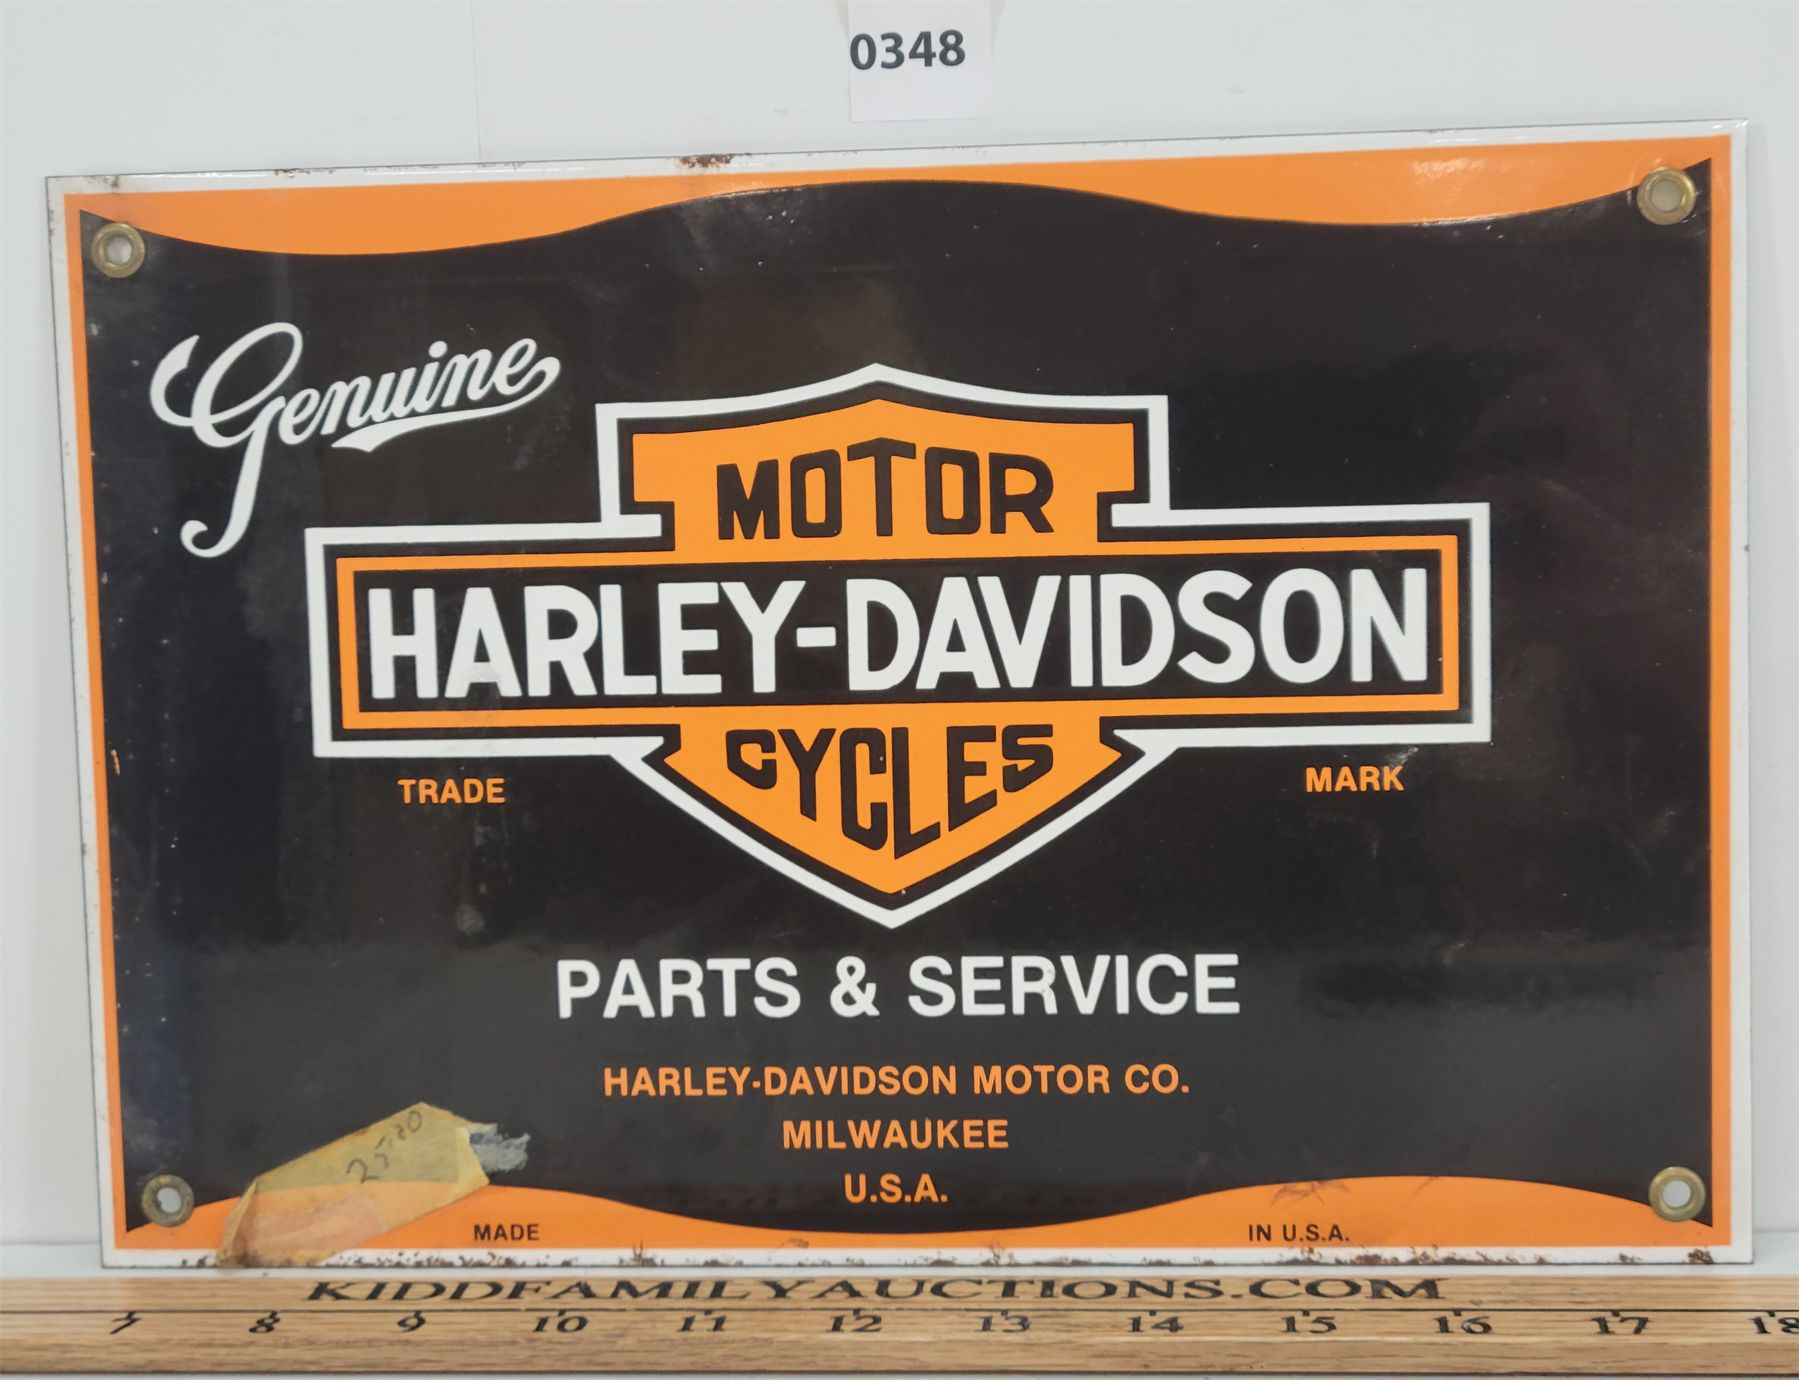 0348
Genuine
MOTOR
HARLEY-DAVIDSON
CYCLES
TRADE MARK
PARTS & SERVICE
HARLEY-DAVIDSON MOTOR CO.
MILWAUKEE
U.S.A.
MADE IN U.S.A.
KIDDFAMILYAUCTIONS.COM
7 8 9 10 11 12 13 14 15 16 17 18